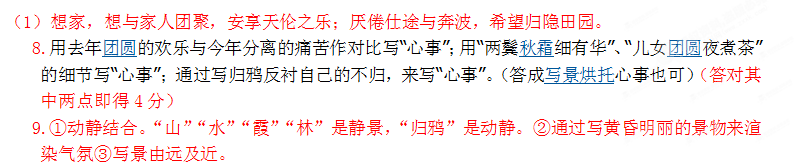 （1）想家，想与家人团聚，安享天伦之乐；厌倦仕途与奔波，希望归隐田园。
8.用去年团圆的欢乐与今年分离的痛苦作对比写“心事”；用“两鬓秋霜细有华”、“儿女团圆夜煮茶”
的细节写“心事”；通过写归鸦反衬自己的不归，来写“心事”。（答成写景烘托心事也可）（答对其
中两点即得4分）
9.①动静结合。“山”“水”“霞”“林”是静景，“归鸦”是动静。②通过写黄昏明丽的景物来渲
染气氛③写景由远及近。